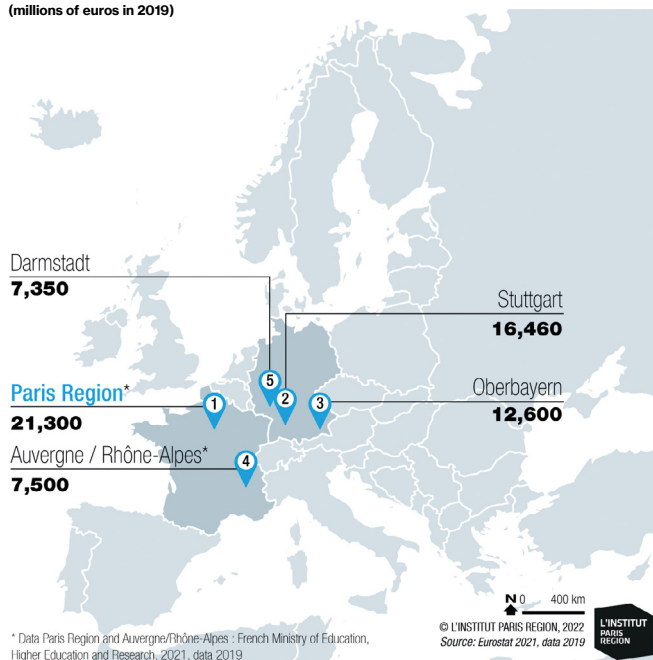 (millions of euros in 2019)
Darmstadt
7,350
Stuttgart
16,460
5
2
Paris Region*
21,300
1
3
Oberbayern
12,600
Auvergne / Rhône-Alpes*
7,500
4
N 0 400 km
© L'INSTITUT PARIS REGION, 2022
Source: Eurostat 2021, data 2019
L'INSTITUT
PARIS
REGION
* Data Paris Region and Auvergne/Rhône-Alpes : French Ministry of Education,
Higher Education and Research, 2021, data 2019